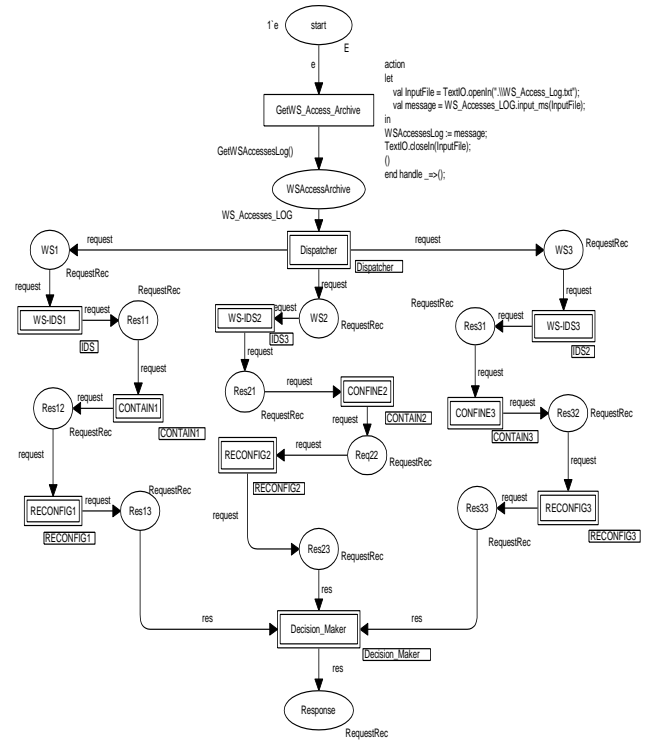 1`e
start
E
e
action
let
val InputFile = TextIO.openIn(".\\WS_Access_Log.txt");
val message = WS_Accesses_LOG.input_ms(InputFile);
in
WSAccessesLog := message;
TextIO.closeIn(InputFile);
()
end handle _=>();
GetWS_Access_Archive
GetWSAccessesLog()
WSAccessArchive
WS_Accesses_LOG
request
request
WS1
Dispatcher
WS3
RequestRec
Dispatcher
RequestRec
request
request
request
RequestRec
RequestRec
RequestRec
WS-IDS1
request
Res11
WS-IDS2
request
WS2
RequestRec
Res31
request
WS-IDS3
IDS
IDS3
IDS2
request
request
request
Res21
request
CONFINE2
RequestRec
CONTAIN2
Res12
request
CONTAIN1
CONFINE3
request
Res32
RequestRec
RequestRec
CONTAIN1
CONTAIN3
request
request
RECONFIG2
request
Req22
RequestRec
request
RECONFIG2
RequestRec
RECONFIG1
request
Res13
Res33
request
RECONFIG3
RECONFIG1
request
RequestRec
RECONFIG3
Res23
RequestRec
res
res
res
Decision_Maker
Decision_Maker
res
Response
RequestRec